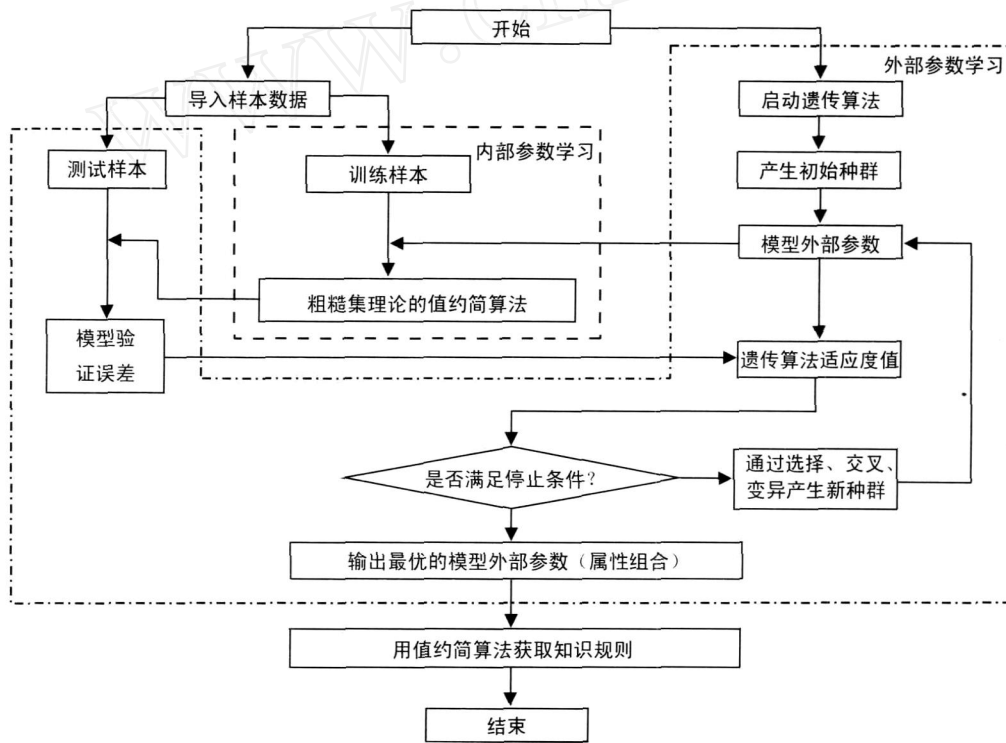 开始
外部参数学习
导入样本数据
启动遗传算法
内部参数学习
测试样本
训练样本
产生初始种群
模型外部参数
粗糙集理论的值约简算法
模型验
证误差
遗传算法适应度值
是否满足停止条件?
通过选择、交叉、
变异产生新种群
输出最优的模型外部参数(属性组合)
用值约简算法获取知识规则
结束